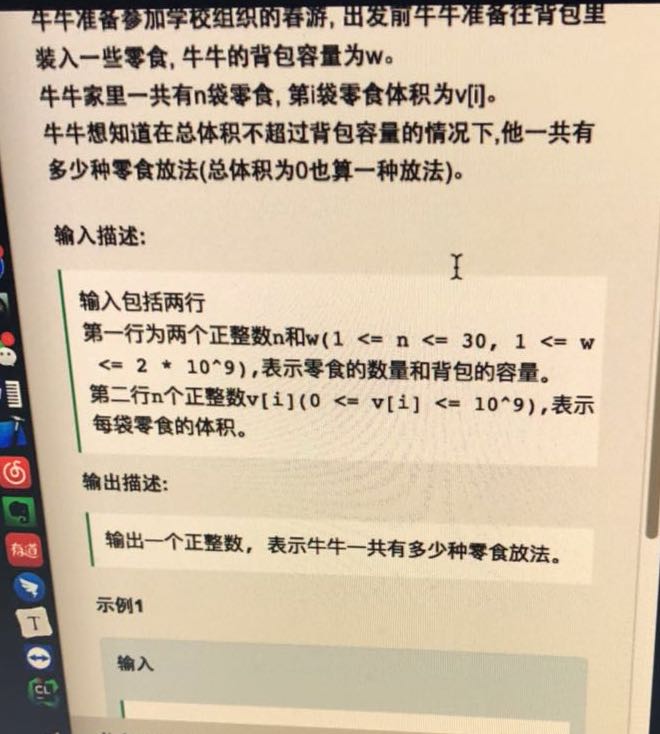 牛牛准备参加学校组织的春游, 出发前牛牛准备往背包里
装入一些零食, 牛牛的背包容量为w。
牛牛家里一共有n袋零食, 第i袋零食体积为v[i]。
牛牛想知道在总体积不超过背包容量的情况下,他一共有
多少种零食放法(总体积为0也算一种放法)。
输入描述:
输入包括两行
第一行为两个正整数n和w(1 <= n <= 30, 1 <= w
<= 2 * 10^9),表示零食的数量和背包的容量。
第二行n个正整数v[i](0 <= v[i] <= 10^9),表示
每袋零食的体积。
输出描述:
输出一个正整数, 表示牛牛一共有多少种零食放法。
示例1
输入
有道
T
CL